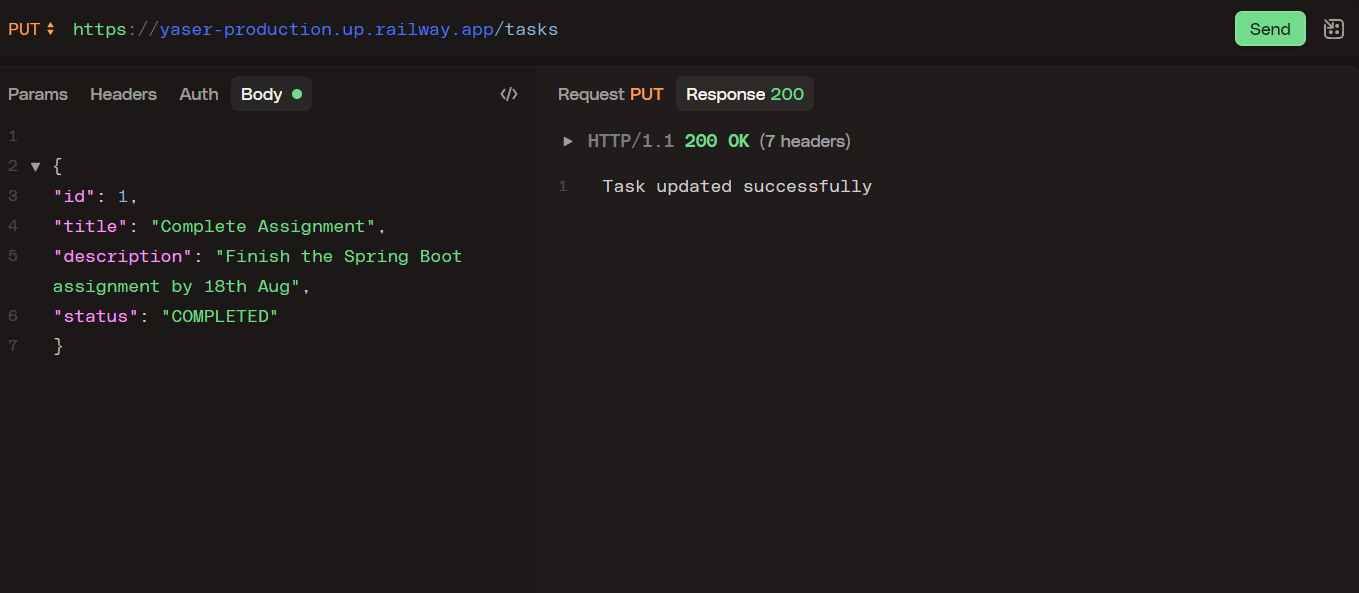 PUT https://yaser-production.up.railway.app/tasks Send
Params Headers Auth Body </>
Request PUT Response 200
HTTP/1.1 200 OK (7 headers)
1 Task updated successfully
1
2 {
3 "id": 1,
4 "title": "Complete Assignment",
5 "description": "Finish the Spring Boot
assignment by 18th Aug",
6 "status": "COMPLETED"
7 }